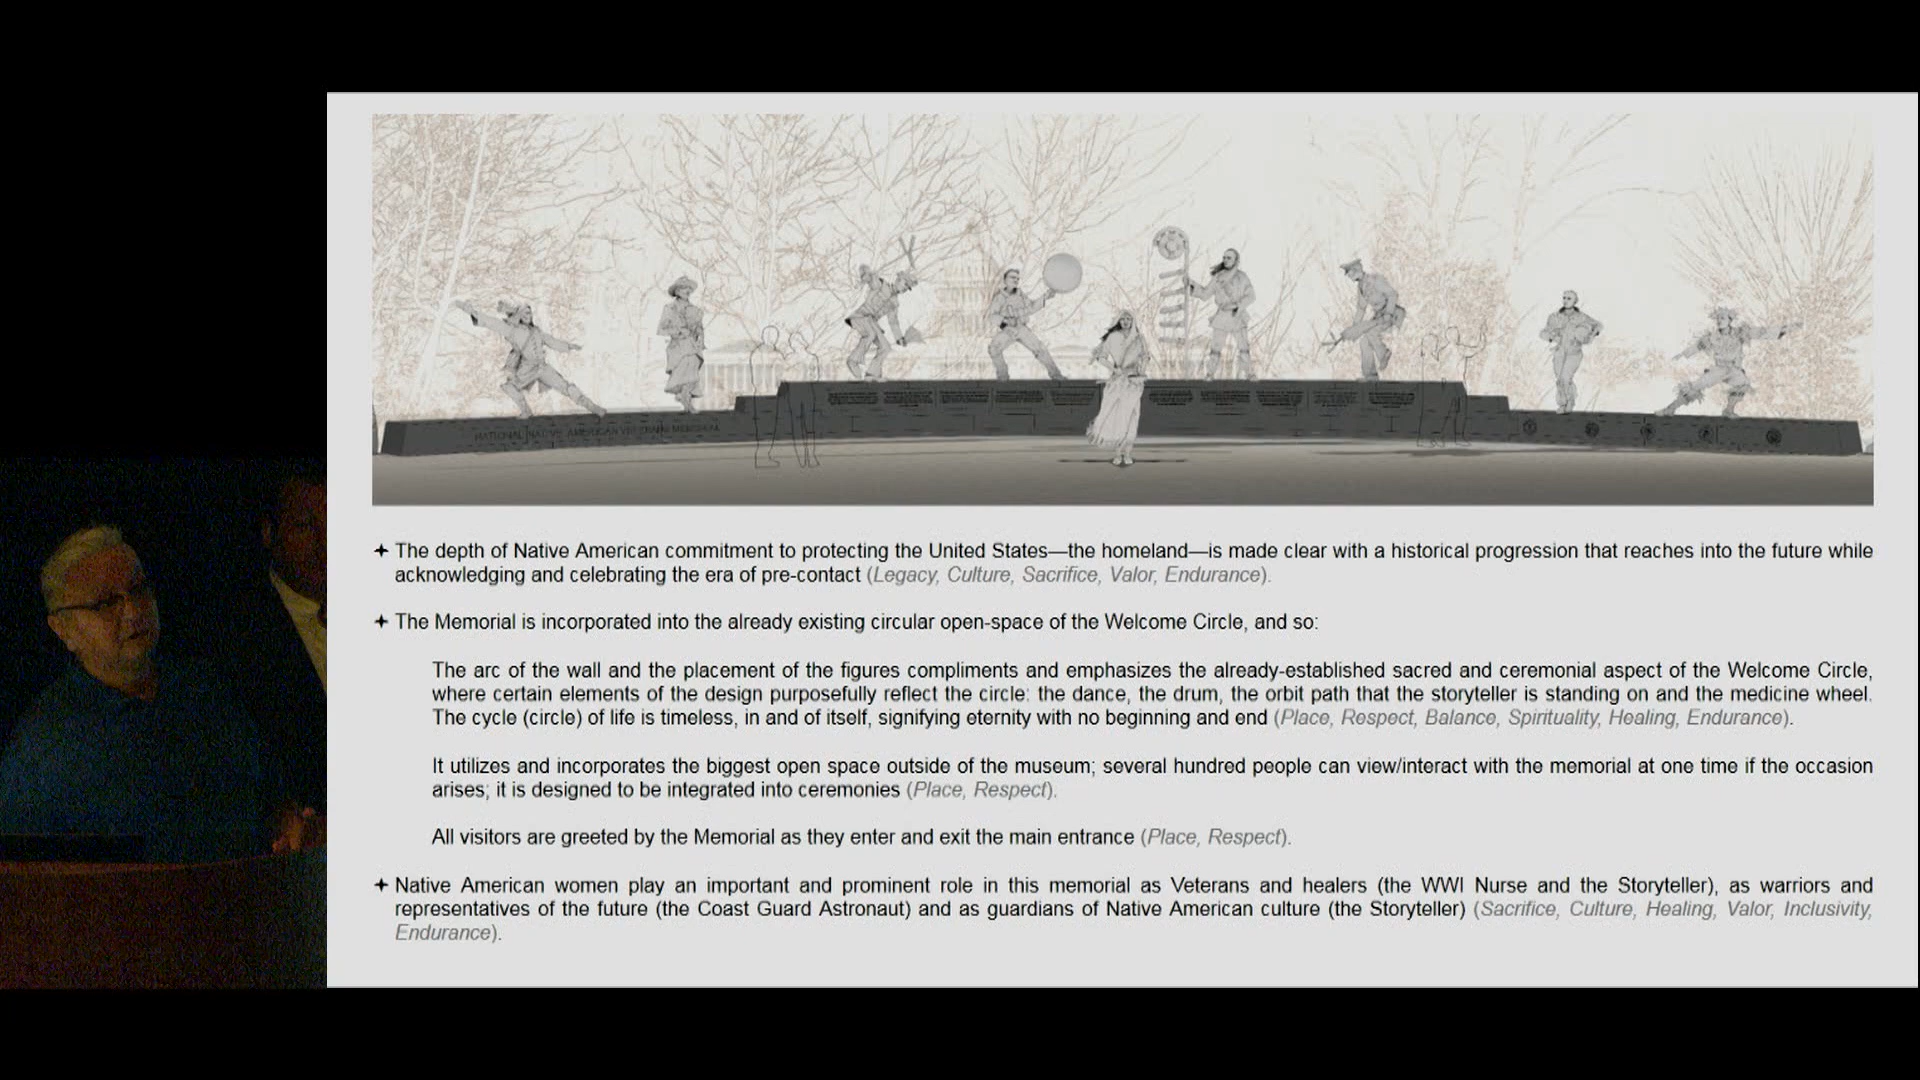 NATIONAL NATIVE AMERICAN VETERANS MEMORIAL
✦ The depth of Native American commitment to protecting the United States—the homeland—is made clear with a historical progression that reaches into the future while
acknowledging and celebrating the era of pre-contact (Legacy, Culture, Sacrifice, Valor, Endurance).
✦ The Memorial is incorporated into the already existing circular open-space of the Welcome Circle, and so:
The arc of the wall and the placement of the figures compliments and emphasizes the already-established sacred and ceremonial aspect of the Welcome Circle,
where certain elements of the design purposefully reflect the circle: the dance, the drum, the orbit path that the storyteller is standing on and the medicine wheel.
The cycle (circle) of life is timeless, in and of itself, signifying eternity with no beginning and end (Place, Respect, Balance, Spirituality, Healing, Endurance).
It utilizes and incorporates the biggest open space outside of the museum; several hundred people can view/interact with the memorial at one time if the occasion
arises; it is designed to be integrated into ceremonies (Place, Respect).
All visitors are greeted by the Memorial as they enter and exit the main entrance (Place, Respect).
✦ Native American women play an important and prominent role in this memorial as Veterans and healers (the WWI Nurse and the Storyteller), as warriors and
representatives of the future (the Coast Guard Astronaut) and as guardians of Native American culture (the Storyteller) (Sacrifice, Culture, Healing, Valor, Inclusivity,
Endurance).